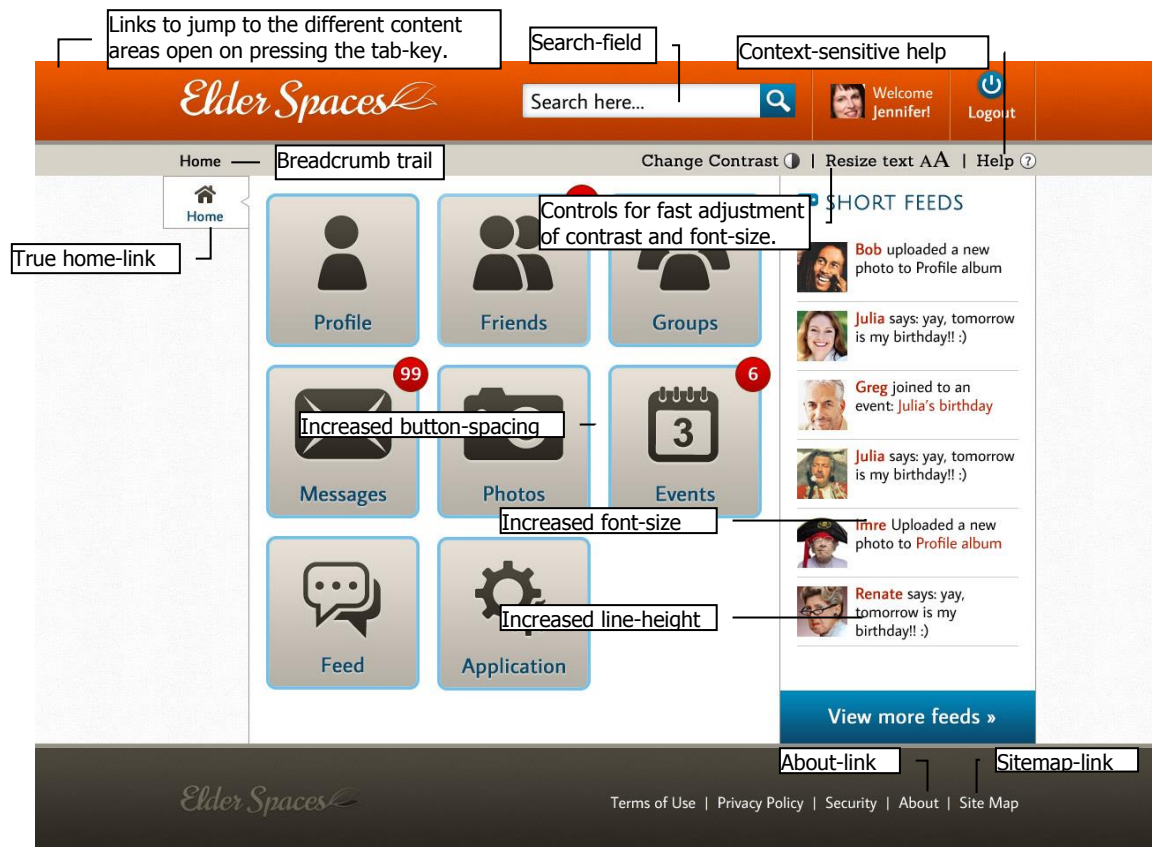 Links to jump to the different content
areas open on pressing the tab-key.
Search-field
Context-sensitive help
Elder Spaces
Search here...
Welcome
Jennifer!
Logout
Home
Breadcrumb trail
Change Contrast | Resize text AA | Help ?
Home
True home-link
Controls for fast adjustment
of contrast and font-size.
SHORT FEEDS
Profile
Friends
Groups
Bob uploaded a new
photo to Profile album
Julia says: yay, tomorrow
is my birthday!! :)
99
6
3
Increased button-spacing
Messages
Photos
Events
Greg joined to an
event: Julia's birthday
Julia says: yay, tomorrow
is my birthday!! :)
Increased font-size
Imre Uploaded a new
photo to Profile album
Increased line-height
Renate says: yay,
tomorrow is my
birthday!! :)
Feed
Application
View more feeds »
About-link
Sitemap-link
Elder Spaces
Terms of Use | Privacy Policy | Security | About | Site Map